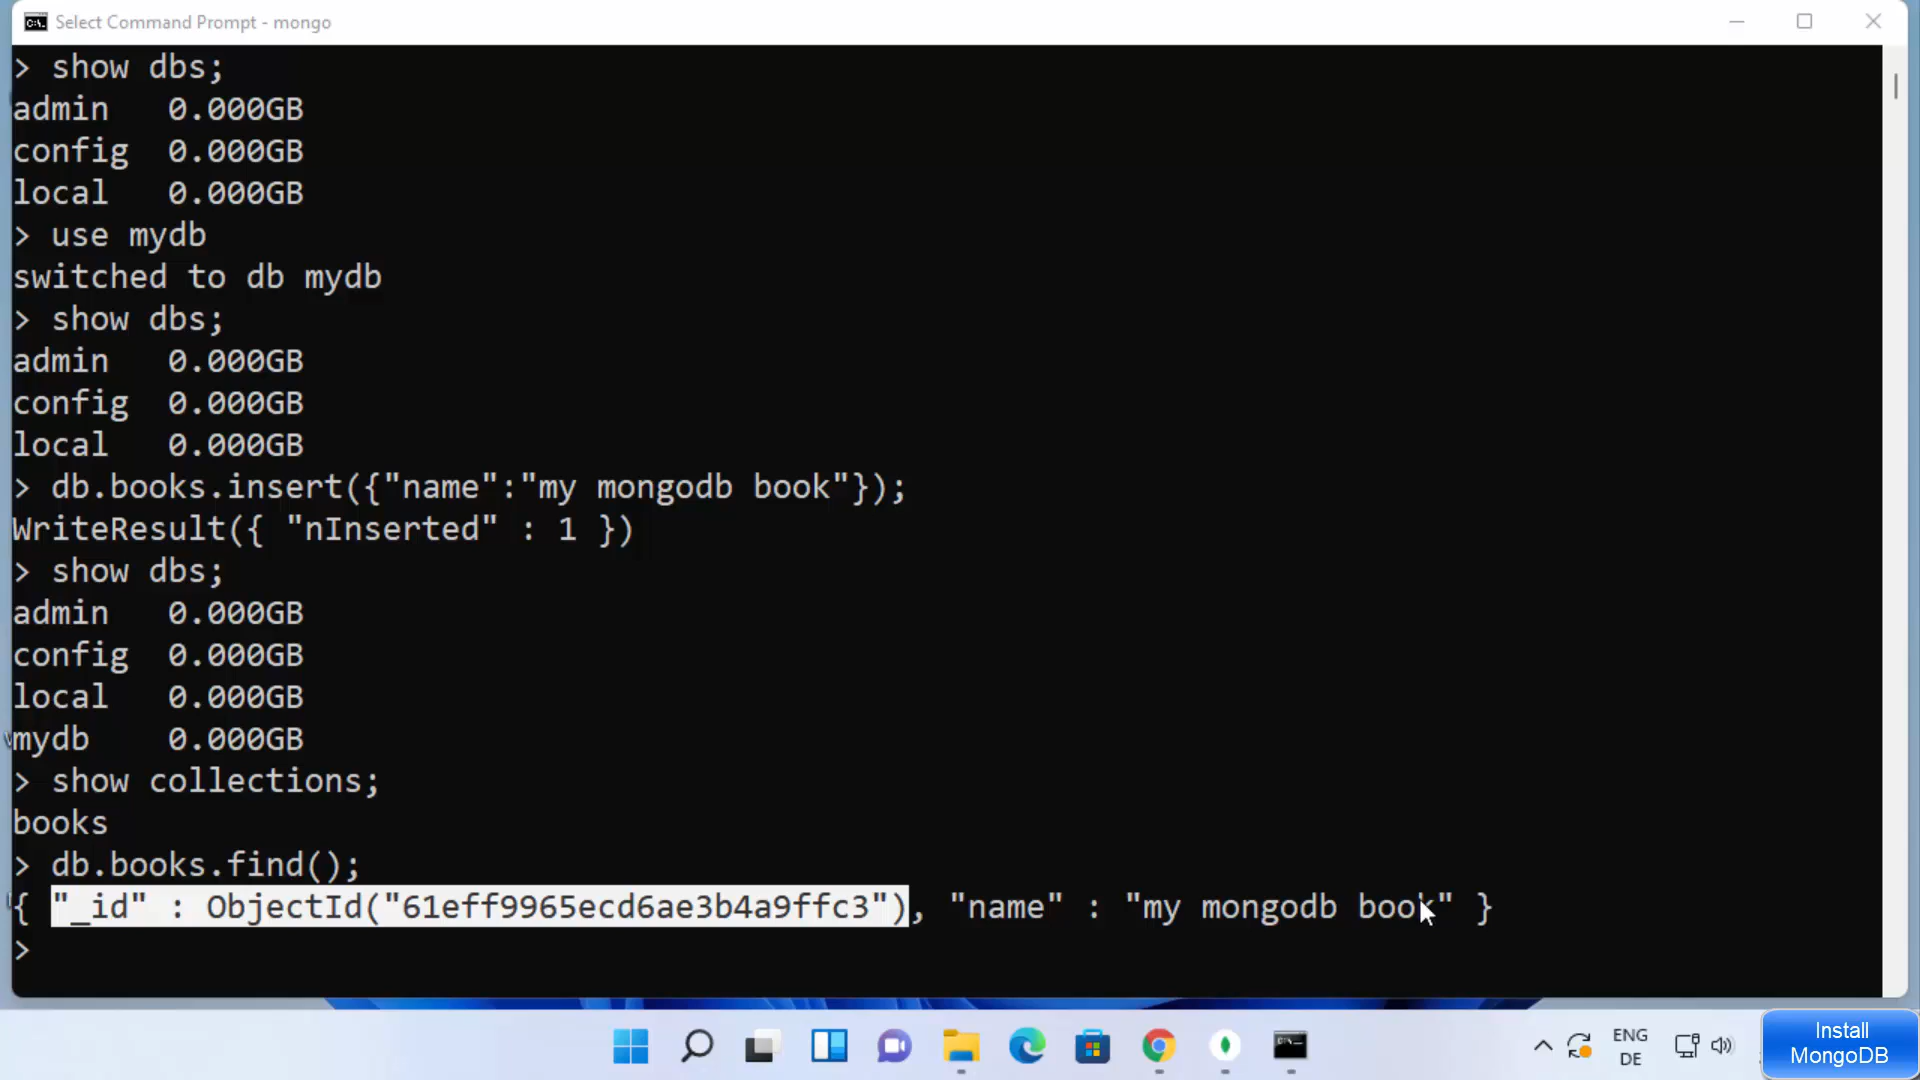 Select Command Prompt - mongo
> show dbs;
admin   0.000GB
config  0.000GB
local   0.000GB
> use mydb
switched to db mydb
> show dbs;
admin   0.000GB
config  0.000GB
local   0.000GB
> db.books.insert({"name":"my mongodb book"});
WriteResult({ "nInserted" : 1 })
> show dbs;
admin   0.000GB
config  0.000GB
local   0.000GB
mydb    0.000GB
> show collections;
books
> db.books.find();
{ "_id" : ObjectId("61eff9965ecd6ae3b4a9ffc3"), "name" : "my mongodb book" }
>
ENG
DE
Install
MongoDB